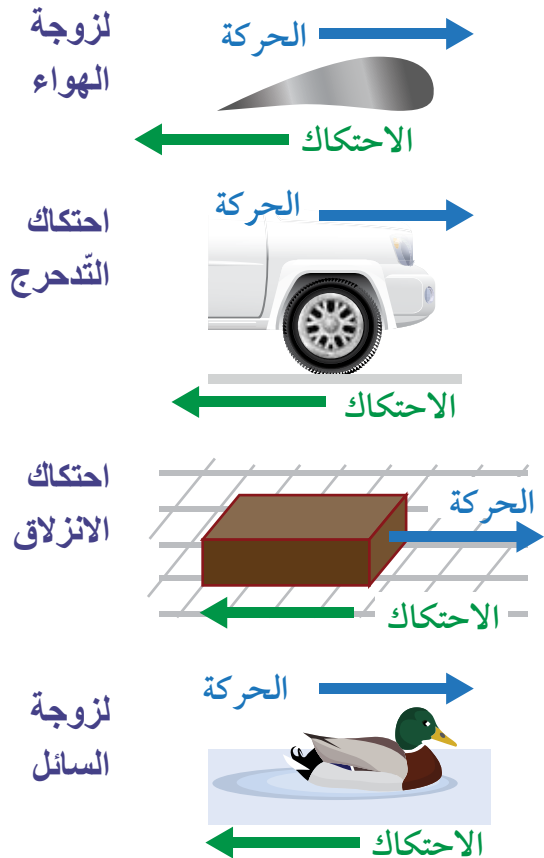 لزوجة
الهواء
الحركة
الاحتكاك
احتكاك
التّدحرج
الحركة
الاحتكاك
احتكاك
الانزلاق
الحركة
الاحتكاك
لزوجة
السائل
الحركة
الاحتكاك